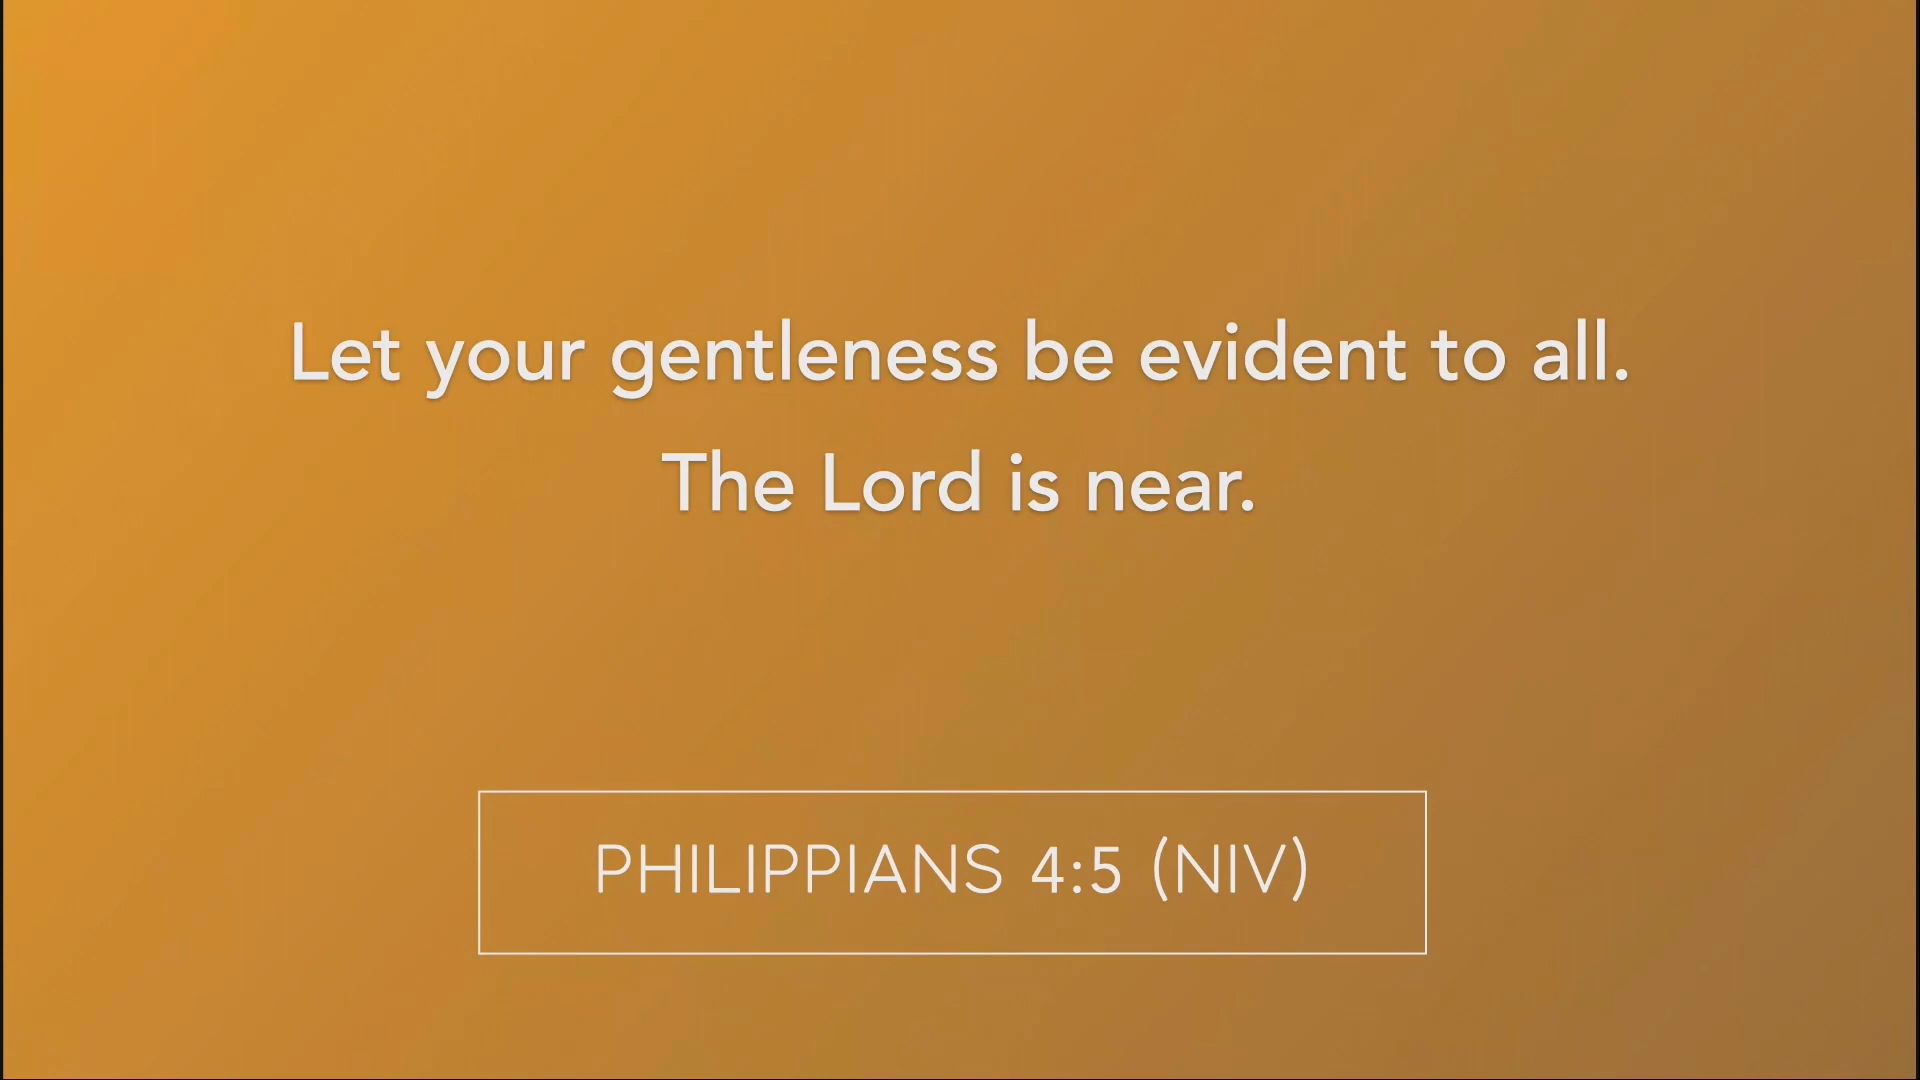 Let your gentleness be evident to all.
The Lord is near.
PHILIPPIANS 4:5 (NIV)